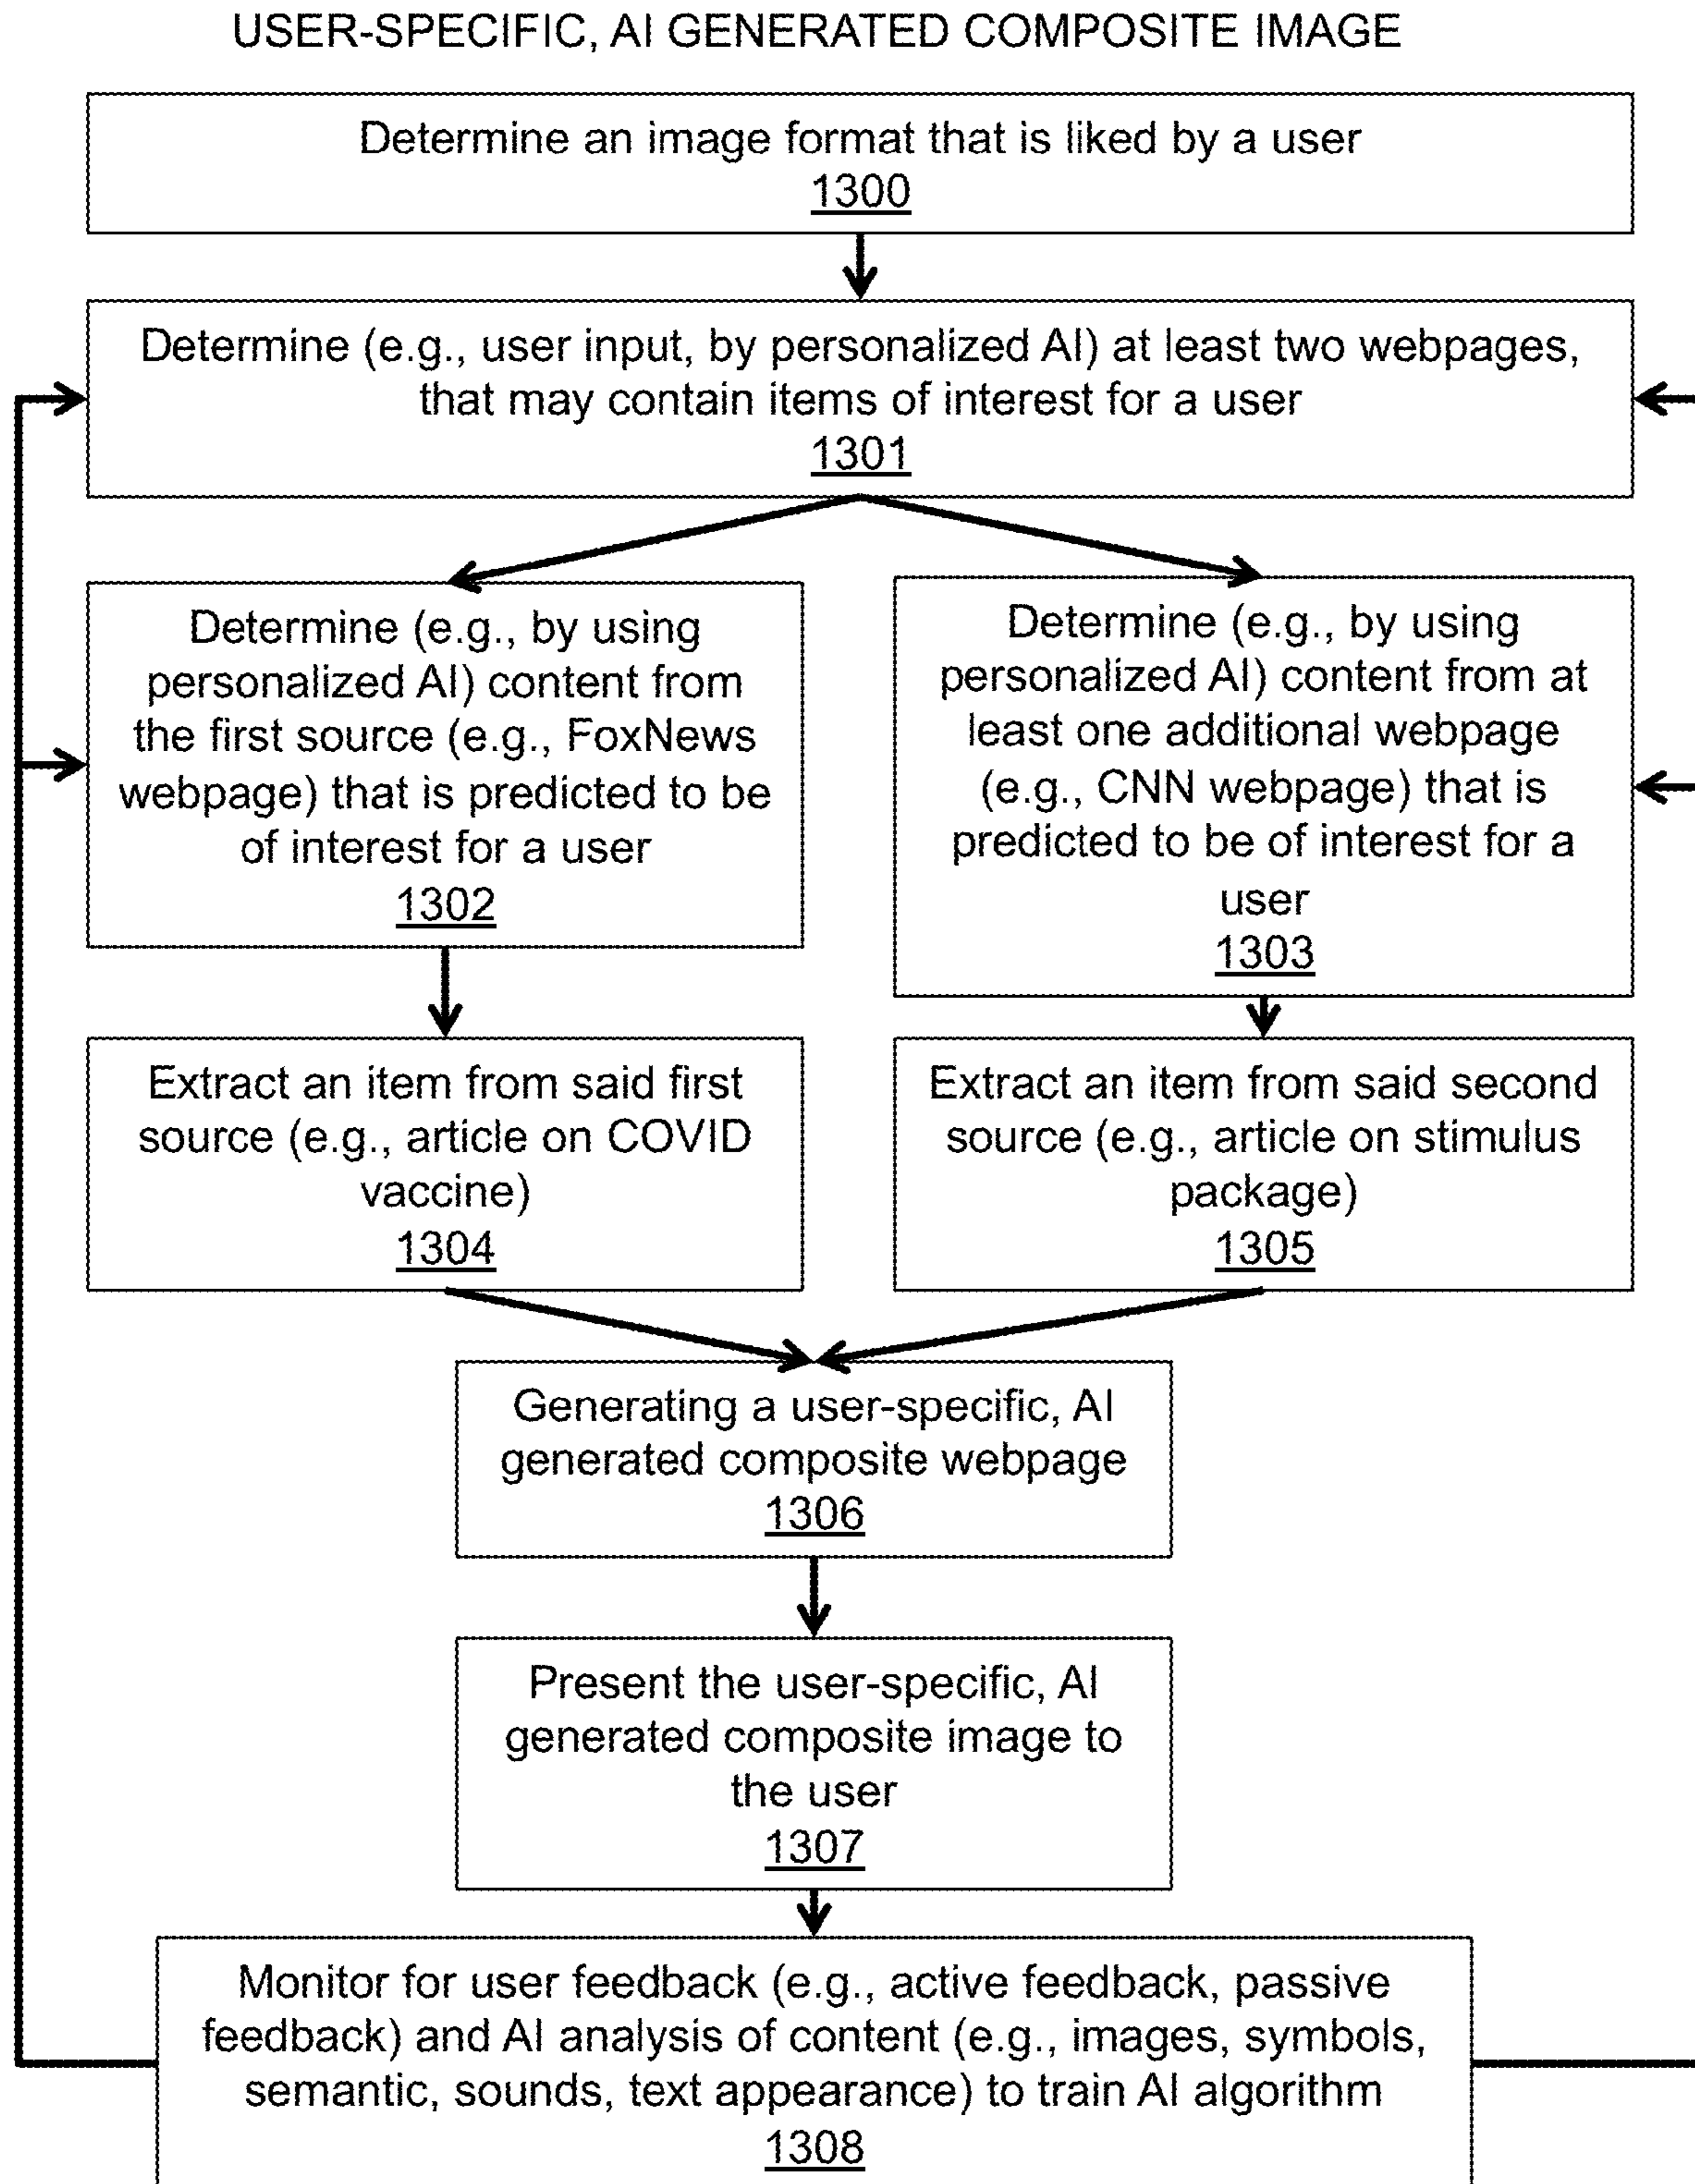 USER-SPECIFIC, AI GENERATED COMPOSITE IMAGE
Determine an image format that is liked by a user
1300
Determine (e.g., user input, by personalized AI) at least two webpages,
that may contain items of interest for a user
1301
Determine (e.g., by using
personalized AI) content from
the first source (e.g., FoxNews
webpage) that is predicted to be
of interest for a user
1302
Determine (e.g., by using
personalized AI) content from at
least one additional webpage
(e.g., CNN webpage) that is
predicted to be of interest for a
user
1303
Extract an item from said first
source (e.g., article on COVID
vaccine)
1304
Extract an item from said second
source (e.g., article on stimulus
package)
1305
Generating a user-specific, AI
generated composite webpage
1306
Present the user-specific, AI
generated composite image to
the user
1307
Monitor for user feedback (e.g., active feedback, passive
feedback) and AI analysis of content (e.g., images, symbols,
semantic, sounds, text appearance) to train AI algorithm
1308